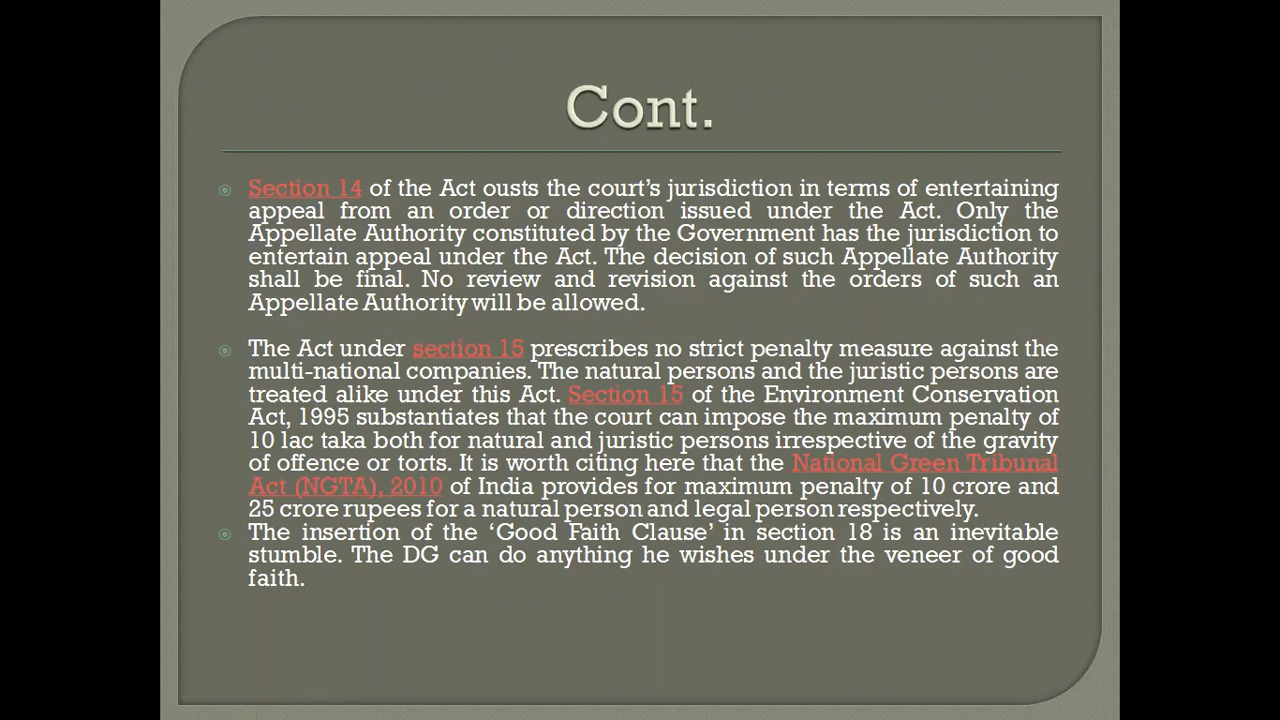 Cont.
Section 14 of the Act ousts the court's jurisdiction in terms of entertaining
appeal from an order or direction issued under the Act. Only the
Appellate Authority constituted by the Government has the jurisdiction to
entertain appeal under the Act. The decision of such Appellate Authority
shall be final. No review and revision against the orders of such an
Appellate Authority will be allowed.
The Act under section 15 prescribes no strict penalty measure against the
multi-national companies. The natural persons and the juristic persons are
treated alike under this Act. Section 15 of the Environment Conservation
Act, 1995 substantiates that the court can impose the maximum penalty of
10 lac taka both for natural and juristic persons irrespective of the gravity
of offence or torts. It is worth citing here that the National Green Tribunal
Act (NGTA), 2010 of India provides for maximum penalty of 10 crore and
25 crore rupees for a natural person and legal person respectively.
The insertion of the ‘Good Faith Clause’ in section 18 is an inevitable
stumble. The DG can do anything he wishes under the veneer of good
faith.